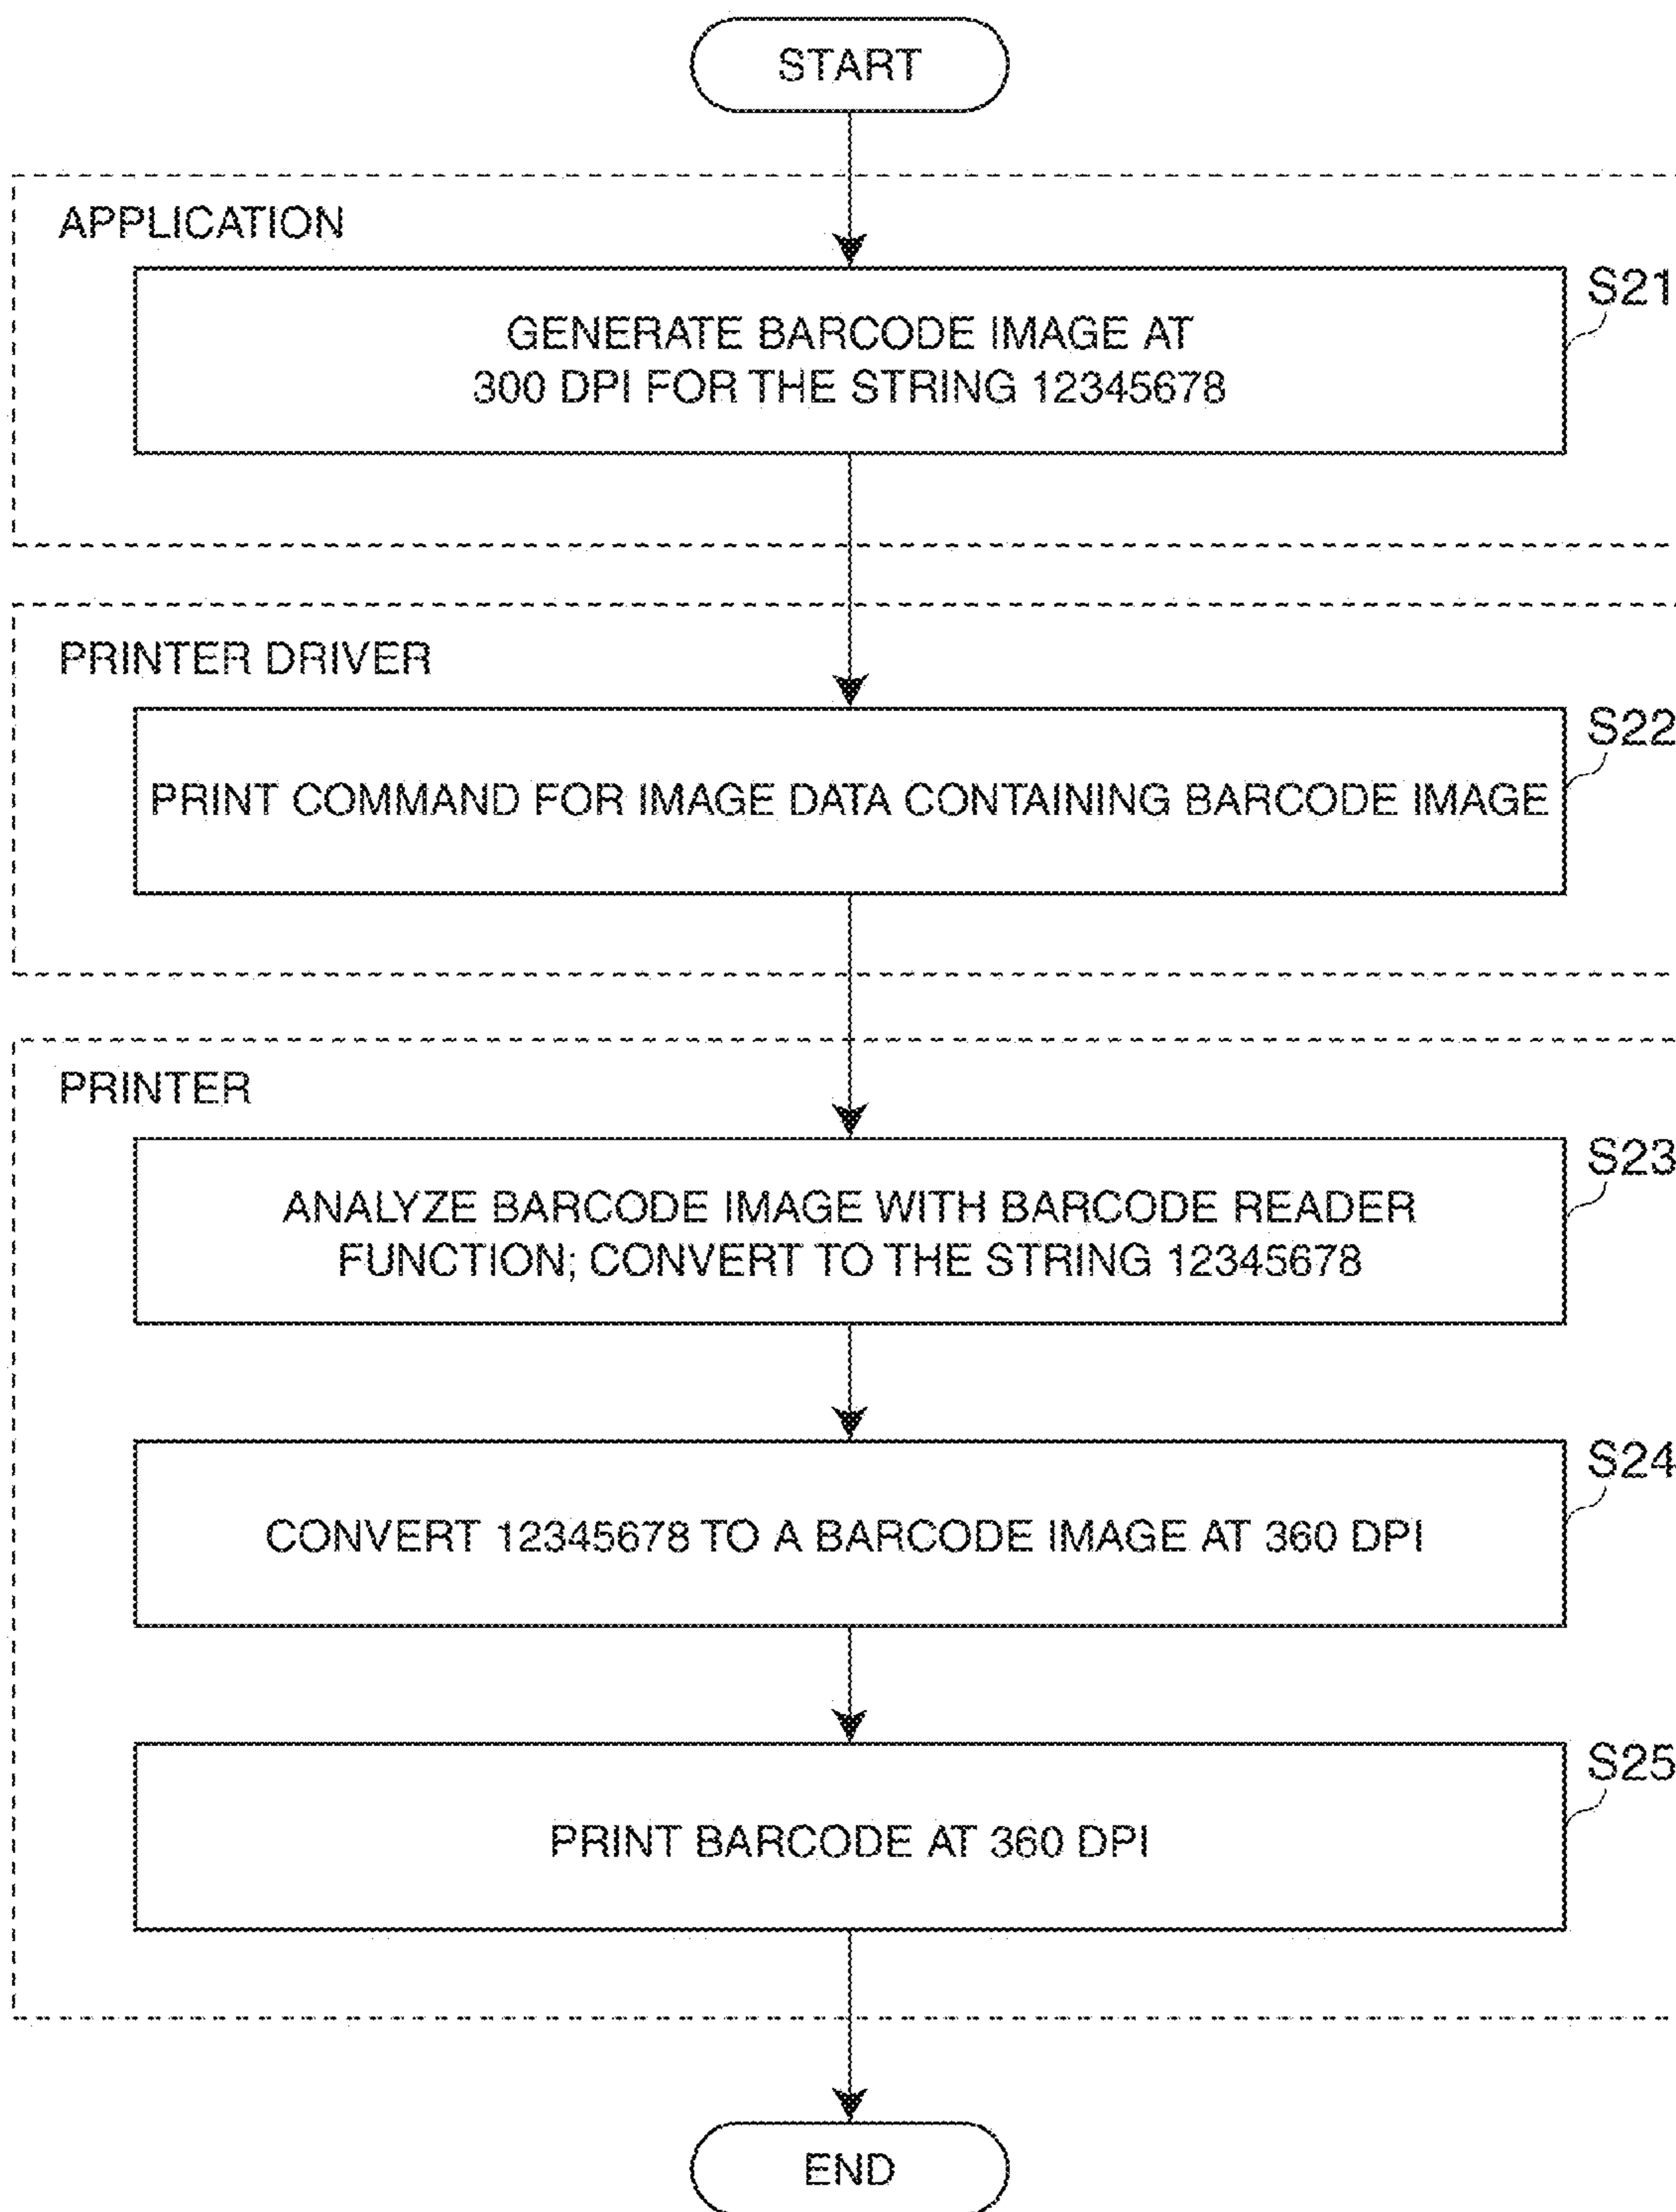 START
APPLICATION
S21
GENERATE BARCODE IMAGE AT
300 DPI FOR THE STRING 12345678
PRINTER DRIVER
S22
PRINT COMMAND FOR IMAGE DATA CONTAINING BARCODE IMAGE
PRINTER
S23
ANALYZE BARCODE IMAGE WITH BARCODE READER
FUNCTION; CONVERT TO THE STRING 12345678
S24
CONVERT 12345678 TO A BARCODE IMAGE AT 360 DPI
S25
PRINT BARCODE AT 360 DPI
END